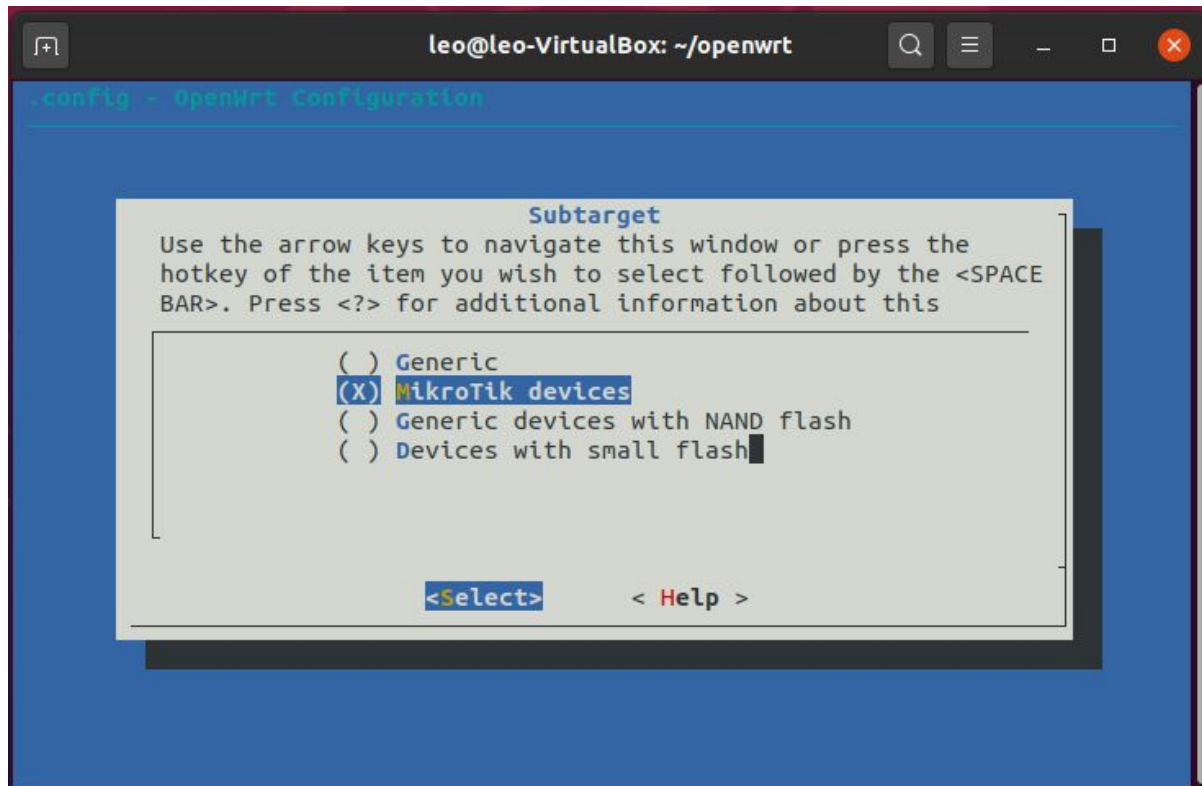 leo@leo-VirtualBox: ~/openwrt
.config - OpenWrt Configuration
Subtarget
Use the arrow keys to navigate this window or press the
hotkey of the item you wish to select followed by the <SPACE
BAR>. Press <?> for additional information about this
( ) Generic
(X) MikroTik devices
( ) Generic devices with NAND flash
( ) Devices with small flash
<Select> < Help >